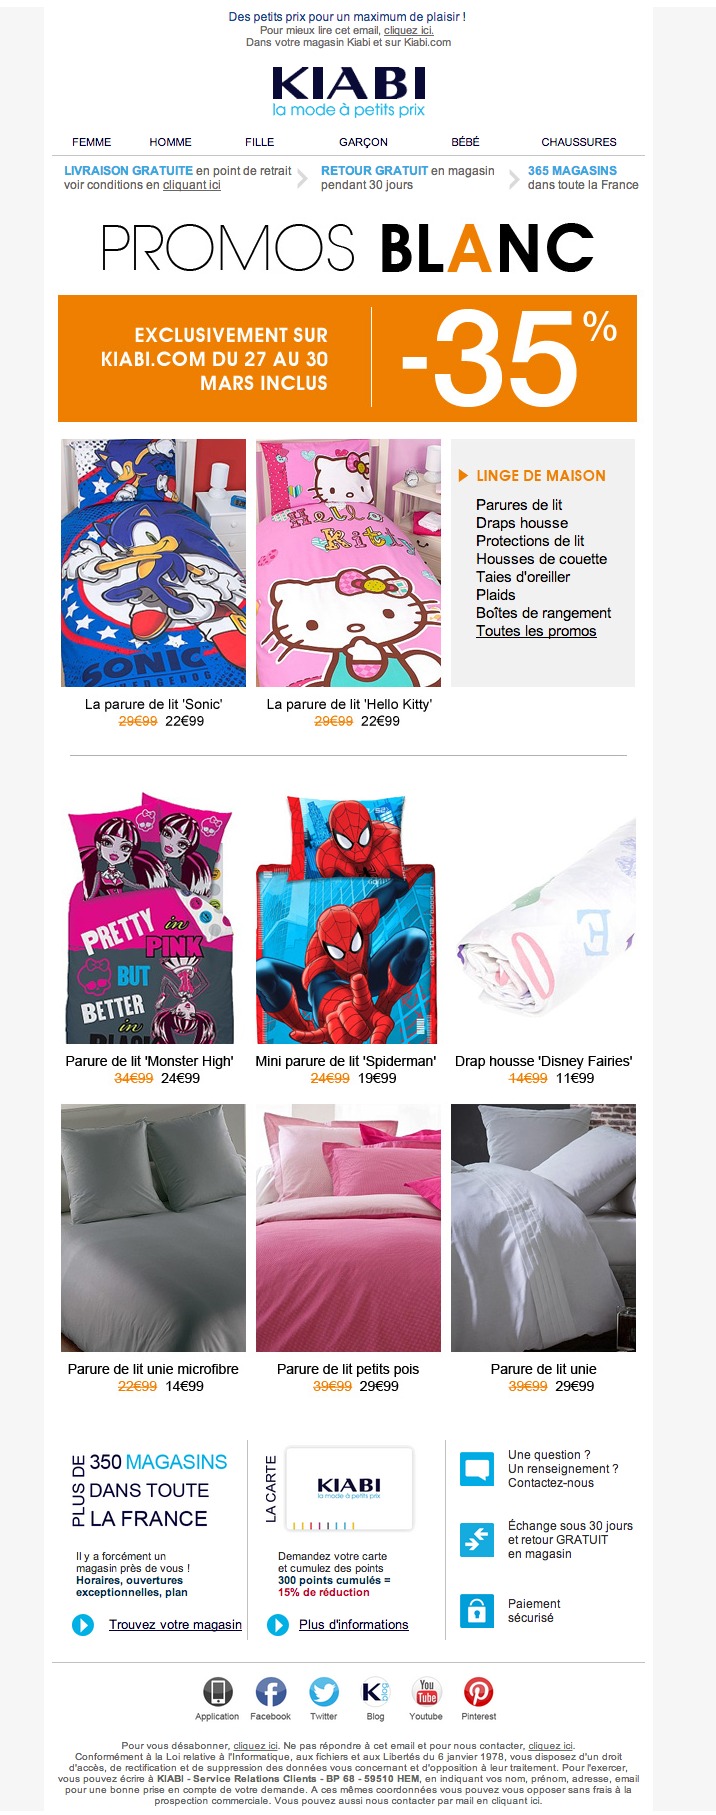 Des petits prix pour un maximum de plaisir !
Pour mieux lire cet email, cliquez ici.
Dans votre magasin Kiabi et sur Kiabi.com
KIABI
la mode à petits prix
FEMME HOMME FILLE GARÇON BÉBÉ CHAUSSURES
LIVRAISON GRATUITE en point de retrait
voir conditions en cliquant ici
RETOUR GRATUIT en magasin
pendant 30 jours
365 MAGASINS
dans toute la France
PROMOS BLANC
EXCLUSIVEMENT SUR
KIABI.COM DU 27 AU 30
MARS INCLUS
-35%
SONIC
HEDGEHOG
Hello
Kitty
LINGE DE MAISON
Parures de lit
Draps housse
Protections de lit
Housses de couette
Taies d'oreiller
Plaids
Boîtes de rangement
Toutes les promos
La parure de lit 'Sonic'
29€99 22€99
La parure de lit 'Hello Kitty'
29€99 22€99
PRETTY in
PINK
BUT
BETTER
in
BLACK
Parure de lit 'Monster High'
34€99 24€99
Mini parure de lit 'Spiderman'
24€99 19€99
Drap housse 'Disney Fairies'
14€99 11€99
Parure de lit unie microfibre
22€99 14€99
Parure de lit petits pois
39€99 29€99
Parure de lit unie
39€99 29€99
PLUS DE
350 MAGASINS
DANS TOUTE
LA FRANCE
Il y a forcément un
magasin près de vous !
Horaires, ouvertures
exceptionnelles, plan
Trouvez votre magasin
LA CARTE
KIABI
la mode à petits prix
Demandez votre carte
et cumulez des points
300 points cumulés =
15% de réduction
Plus d'informations
Une question ?
Un renseignement ?
Contactez-nous
Échange sous 30 jours
et retour GRATUIT
en magasin
Paiement
sécurisé
K blog
You
Tube
Application Facebook Twitter Blog Youtube Pinterest
Pour vous désabonner, cliquez ici. Ne pas répondre à cet email et pour nous contacter, cliquez ici.
Conformément à la Loi relative à l'Informatique, aux fichiers et aux Libertés du 6 janvier 1978, vous disposez d'un droit
d'accès, de rectification et de suppression des données vous concernant et d'opposition à leur traitement. Pour l'exercer,
vous pouvez écrire à KIABI - Service Relations Clients - BP 68 - 59510 HEM, en indiquant vos nom, prénom, adresse, email
pour une bonne prise en compte de votre demande. A ces mêmes coordonnées vous pouvez vous opposer sans frais à la
prospection commerciale. Vous pouvez aussi nous contacter par mail en cliquant ici.